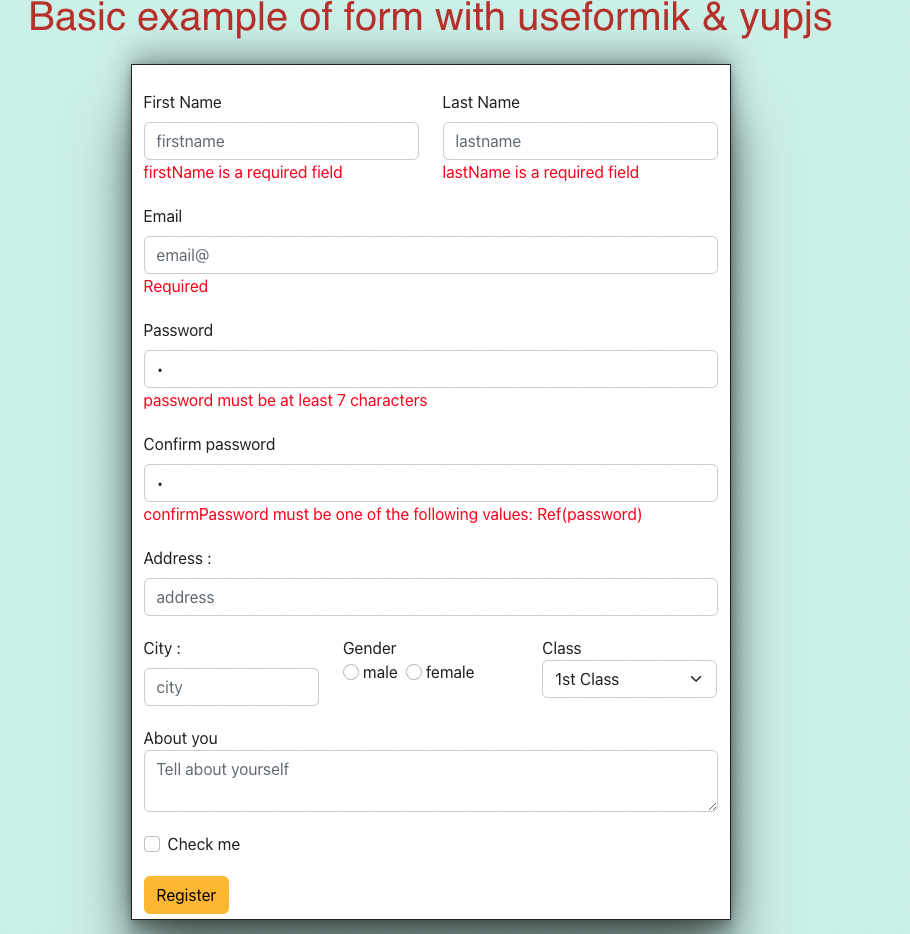 Basic example of form with useformik & yupjs
First Name
Last Name
firstname
lastname
firstName is a required field
lastName is a required field
Email
email@
Required
Password
•
password must be at least 7 characters
Confirm password
•
confirmPassword must be one of the following values: Ref(password)
Address :
address
City :
Gender
Class
male
female
1st Class
city
About you
Tell about yourself
Check me
Register